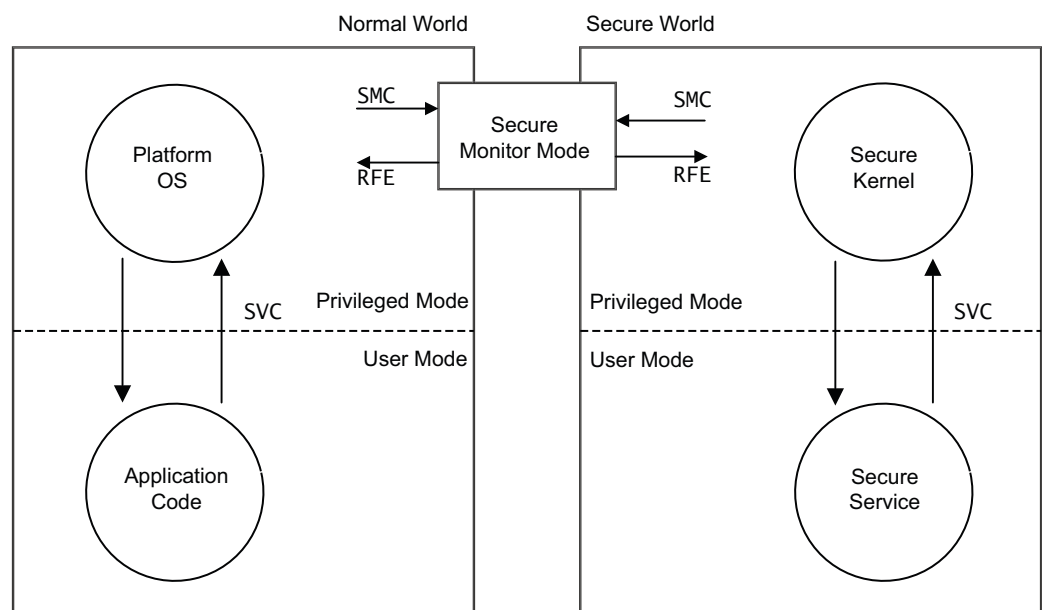 Normal World
Secure World
SMC
SMC
Secure
Monitor Mode
Platform
OS
RFE
RFE
Secure
Kernel
SVC
Privileged Mode
Privileged Mode
SVC
User Mode
User Mode
Application
Code
Secure
Service